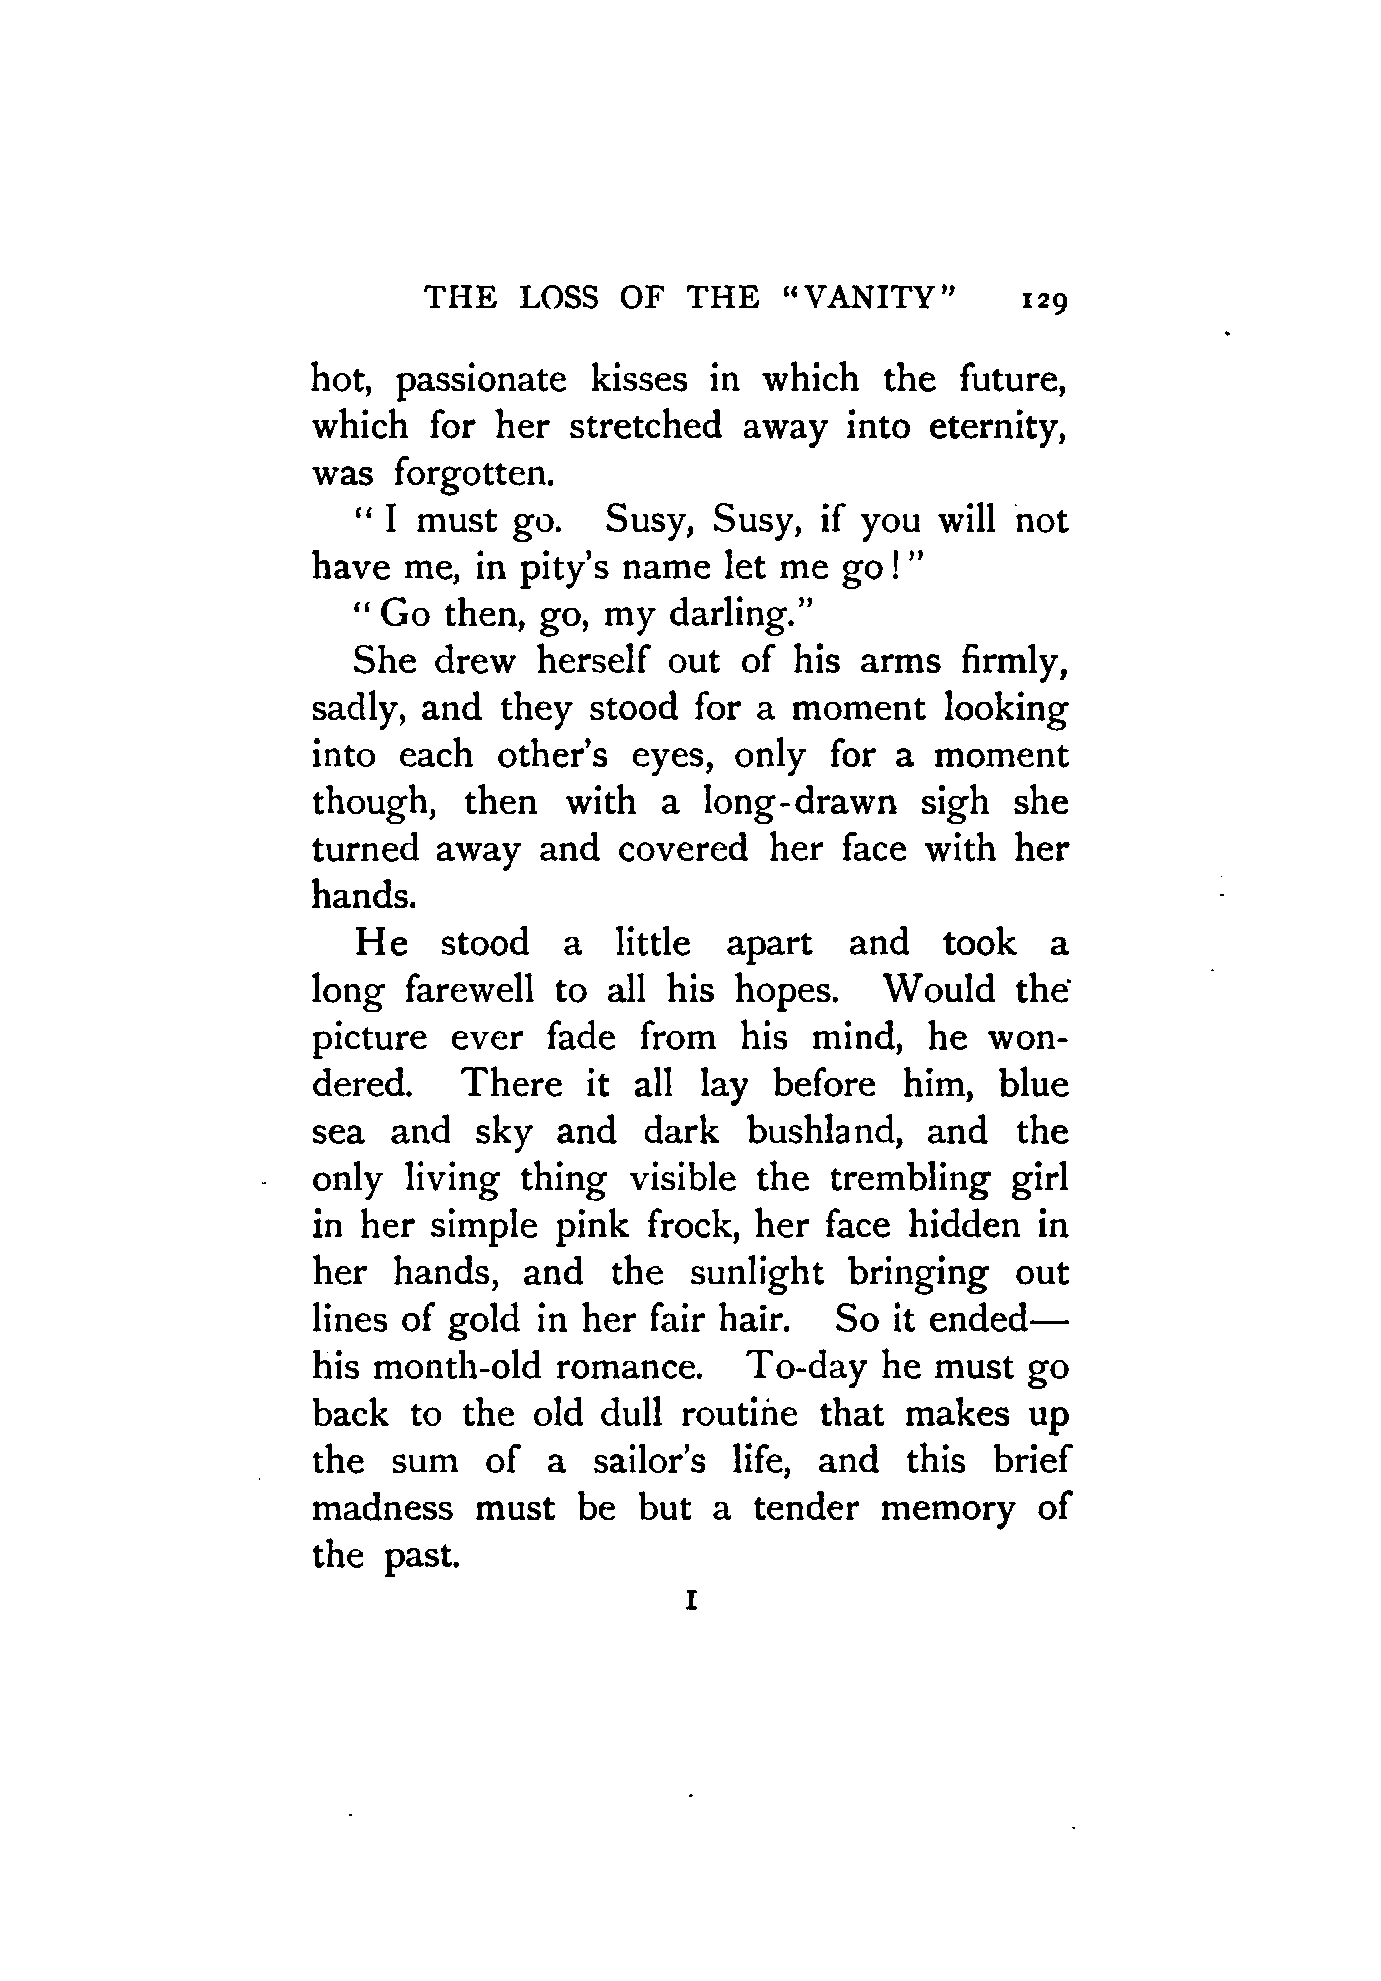 THE LOSS OF THE "VANITY" 129
hot, passionate kisses in which the future,
which for her stretched away into eternity,
was forgotten.
" I must go. Susy, Susy, if you will not
have me, in pity's name let me go ! "
" Go then, go, my darling."
She drew herself out of his arms firmly,
sadly, and they stood for a moment looking
into each other's eyes, only for a moment
though, then with a long-drawn sigh she
turned away and covered her face with her
hands.
He stood a little apart and took a
long farewell to all his hopes. Would the
picture ever fade from his mind, he won-
dered. There it all lay before him, blue
sea and sky and dark bushland, and the
only living thing visible the trembling girl
in her simple pink frock, her face hidden in
her hands, and the sunlight bringing out
lines of gold in her fair hair. So it ended—
his month-old romance. To-day he must go
back to the old dull routine that makes up
the sum of a sailor's life, and this brief
madness must be but a tender memory of
the past.
I